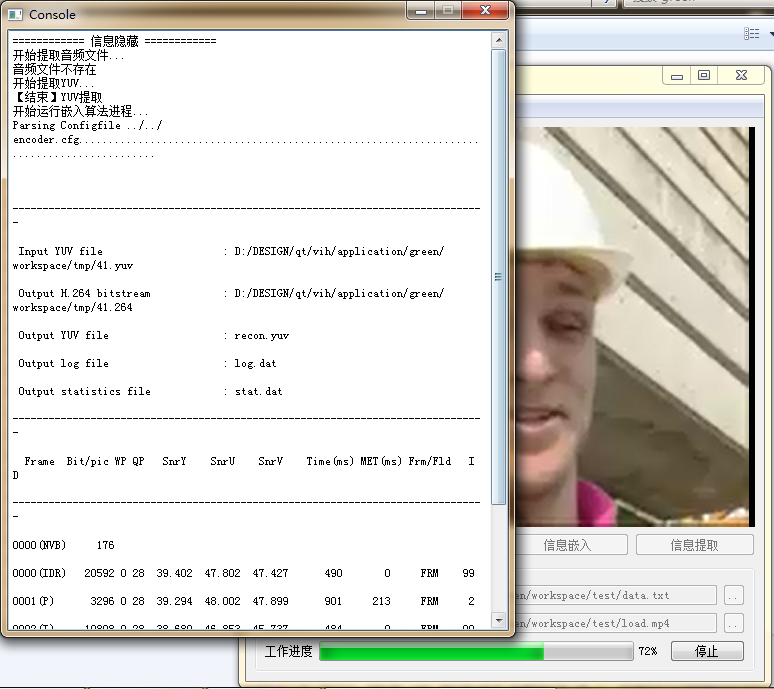 Console
============ 信息隐藏 ============
开始提取音频文件...
音频文件不存在
开始提取YUV...
【结束】YUV提取
开始运行嵌入算法进程...
Parsing Configfile ../../
encoder.cfg...................................................................
........................
------------------------------------------------------------------------------
-
Input YUV file : D:/DESIGN/qt/vih/application/green/
workspace/tmp/41.yuv
Output H.264 bitstream : D:/DESIGN/qt/vih/application/green/
workspace/tmp/41.264
Output YUV file : recon.yuv
Output log file : log.dat
Output statistics file : stat.dat
------------------------------------------------------------------------------
-
Frame Bit/pic WP QP SnrY SnrU SnrV Time(ms) MET(ms) Frm/Fld I
D
------------------------------------------------------------------------------
-
0000(NVB) 176
0000(IDR) 20592 0 28 39.402 47.802 47.427 490 0 FRM 99
0001(P) 3296 0 28 39.294 48.002 47.899 901 213 FRM 2
信息嵌入 信息提取
en/workspace/test/data.txt ..
en/workspace/test/load.mp4 ..
工作进度 72% 停止